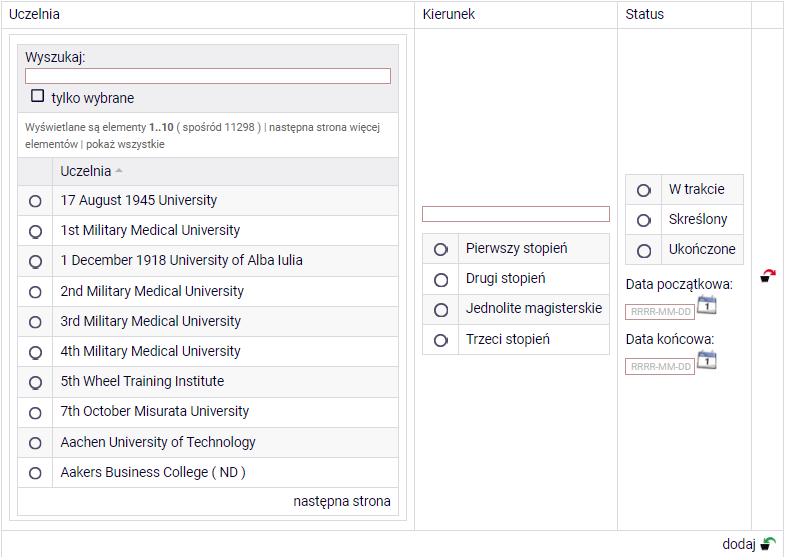 Uczelnia
Kierunek
Status
Wyszukaj:
tylko wybrane
Wyświetlane są elementy 1..10 ( spośród 11298 ) | następna strona więcej
elementów | pokaż wszystkie
Uczelnia
17 August 1945 University
1st Military Medical University
1 December 1918 University of Alba Iulia
2nd Military Medical University
3rd Military Medical University
4th Military Medical University
5th Wheel Training Institute
7th October Misurata University
Aachen University of Technology
Aakers Business College ( ND )
następna strona
Pierwszy stopień
Drugi stopień
Jednolite magisterskie
Trzeci stopień
W trakcie
Skreślony
Ukończone
Data początkowa:
RRRR-MM-DD
1
Data końcowa:
RRRR-MM-DD
1
dodaj